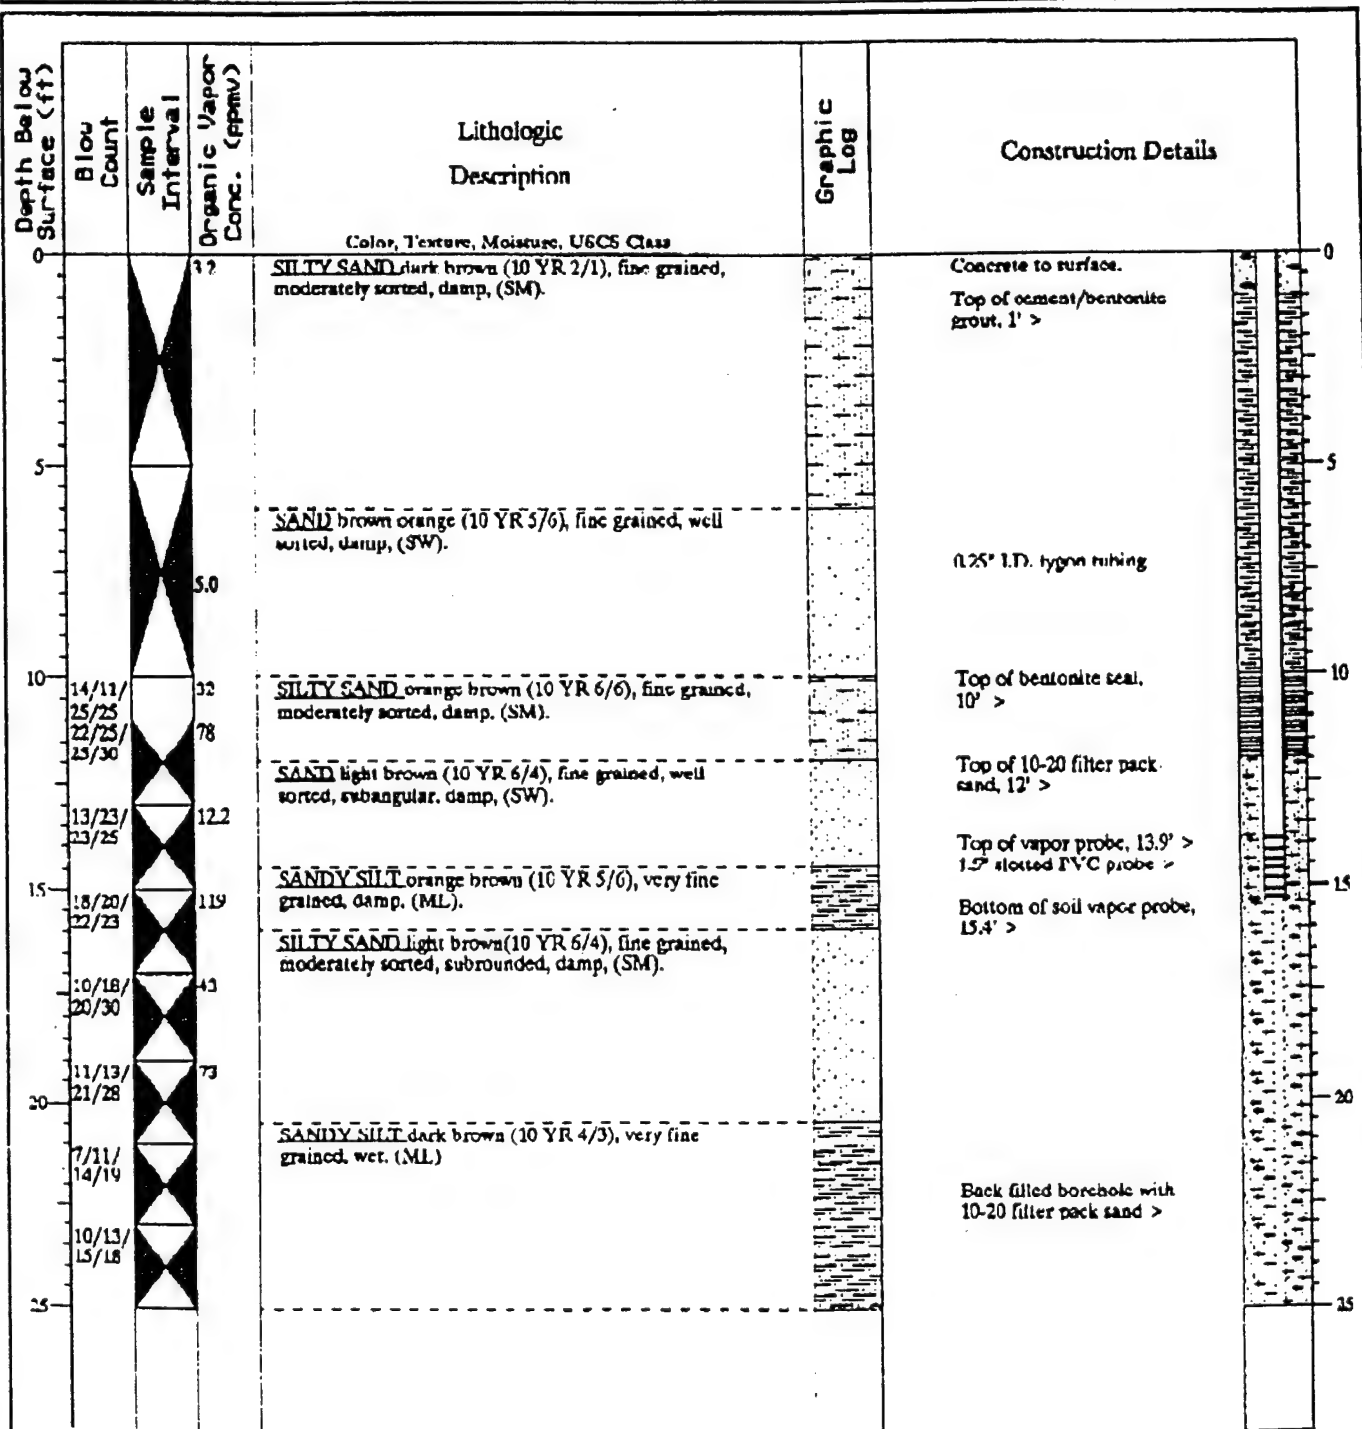 Depth Below
Surface (ft)
Blow
Count
Sample
Interval
Organic Vapor
Conc. (ppmv)
Lithologic
Description
Color, Texture, Moisture, USCS Class
Graphic
Log
Construction Details
0
0
3.2
SILTY SAND dark brown (10 YR 2/1), fine grained,
moderately sorted, damp, (SM).
Concrete to surface.
Top of cement/bentonite
grout, 1' >
5
5
SAND brown orange (10 YR 5/6), fine grained, well
sorted, damp, (SW).
5.0
0.25" I.D. tygon tubing
10
10
14/11/
25/25
32
SILTY SAND orange brown (10 YR 6/6), fine grained,
moderately sorted, damp, (SM).
Top of bentonite seal,
10' >
22/25/
25/30
78
SAND light brown (10 YR 6/4), fine grained, well
sorted, subangular, damp, (SW).
Top of 10-20 filter pack
sand, 12' >
13/23/
23/25
12.2
Top of vapor probe, 13.9' >
slotted PVC probe >
15
15
18/20/
22/23
119
SANDY SILT orange brown (10 YR 5/6), very fine
grained, damp, (ML).
Bottom of soil vapor probe,
15.4' >
SILTY SAND light brown(10 YR 6/4), fine grained,
moderately sorted, subrounded, damp, (SM).
10/18/
20/30
43
11/13/
21/28
73
20
20
SANDY SILT dark brown (10 YR 4/3), very fine
grained, wet, (ML)
7/11/
14/19
Back filled borehole with
10-20 filter pack sand >
10/13/
15/18
25
25